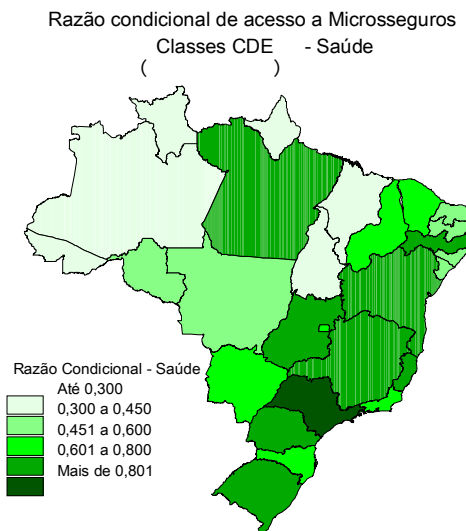 Razão condicional de acesso a Microsseguros
Classes CDE - Saúde
( )
Razão Condicional - Saúde
Até 0,300
0,300 a 0,450
0,451 a 0,600
0,601 a 0,800
Mais de 0,801